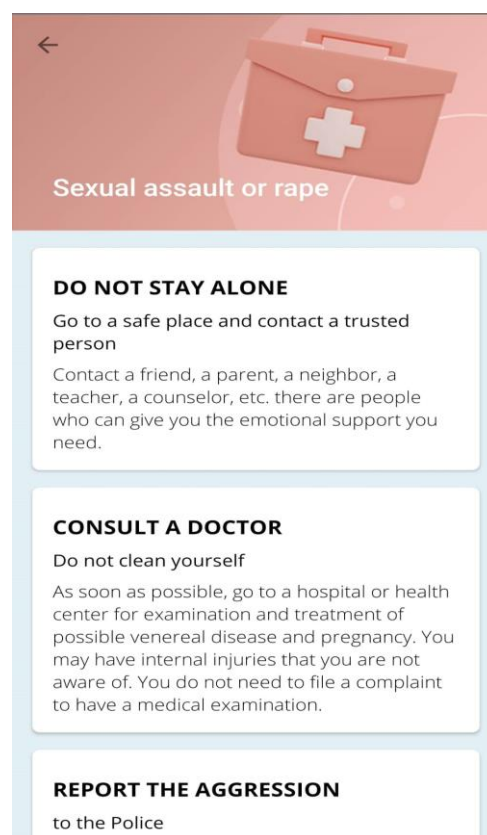 Sexual assault or rape
DO NOT STAY ALONE
Go to a safe place and contact a trusted
person
Contact a friend, a parent, a neighbor, a
teacher, a counselor, etc. there are people
who can give you the emotional support you
need.
CONSULT A DOCTOR
Do not clean yourself
As soon as possible, go to a hospital or health
center for examination and treatment of
possible venereal disease and pregnancy. You
may have internal injuries that you are not
aware of. You do not need to file a complaint
to have a medical examination.
REPORT THE AGGRESSION
to the Police